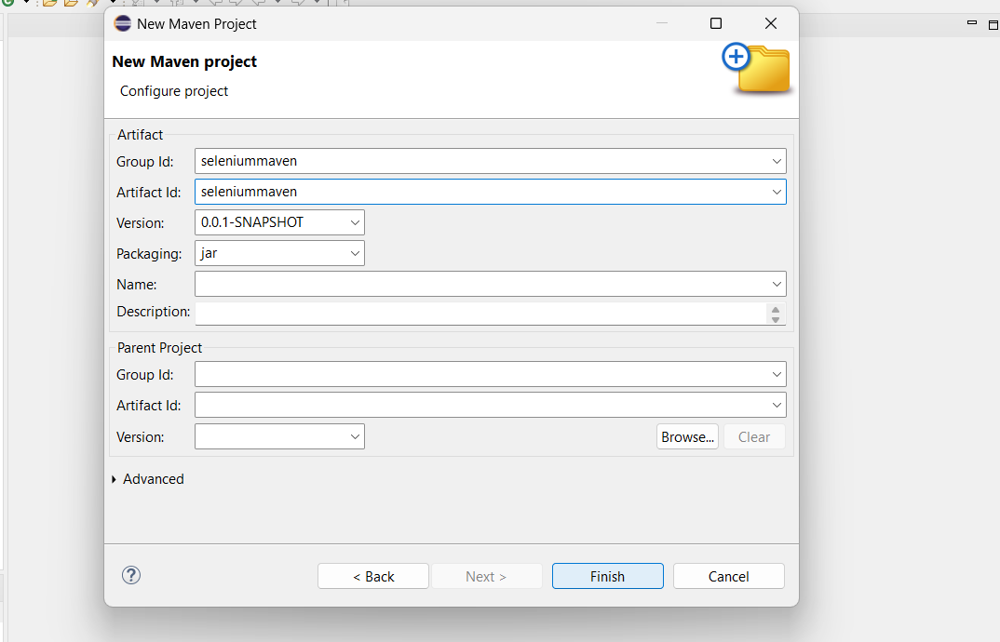 New Maven Project
New Maven project
Configure project
Artifact
Group Id: seleniummaven
Artifact Id: seleniummaven
Version: 0.0.1-SNAPSHOT
Packaging: jar
Name:
Description:
Parent Project
Group Id:
Artifact Id:
Version:
Browse... Clear
Advanced
? < Back Next > Finish Cancel